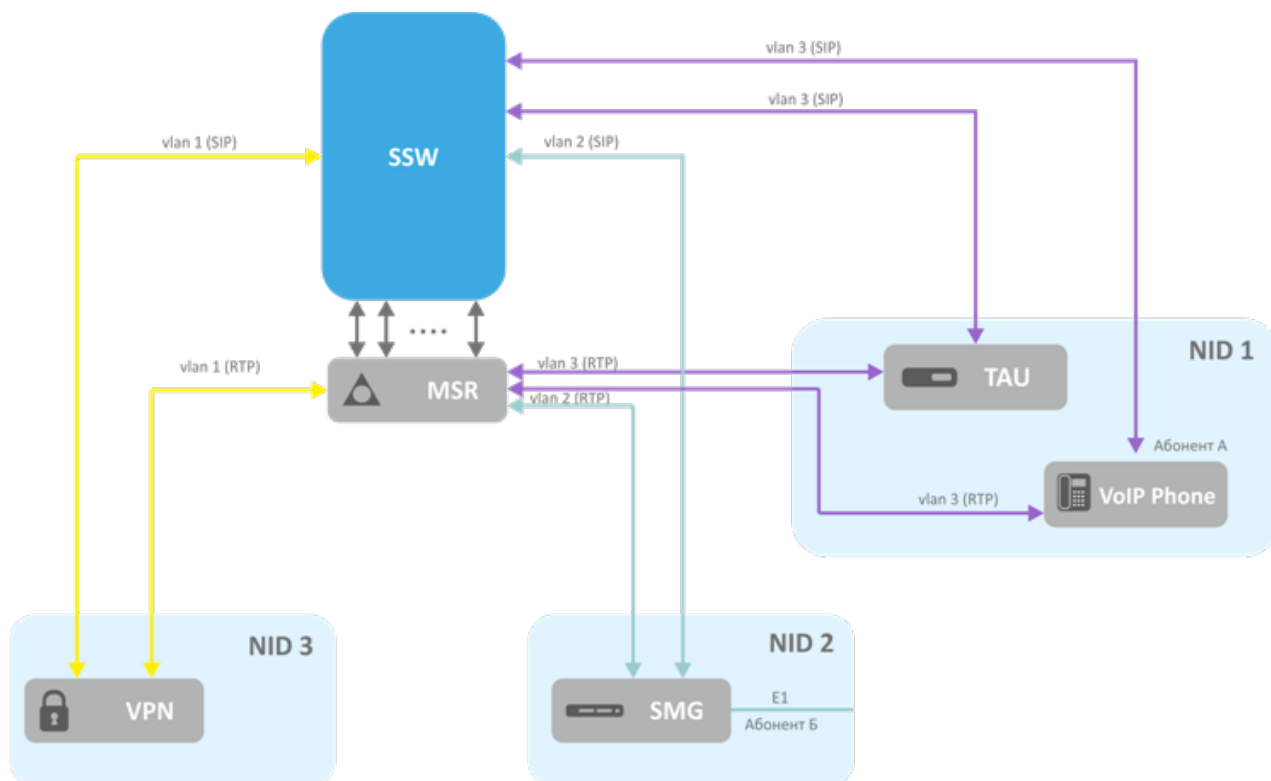 vlan 3 (SIP)
vlan 3 (SIP)
vlan 1 (SIP)
vlan 2 (SIP)
SSW
....
vlan 1 (RTP)
MSR
vlan 3 (RTP)
vlan 2 (RTP)
NID 1
TAU
Абонент А
VoIP Phone
vlan 3 (RTP)
NID 3
VPN
NID 2
SMG
E1
Абонент Б